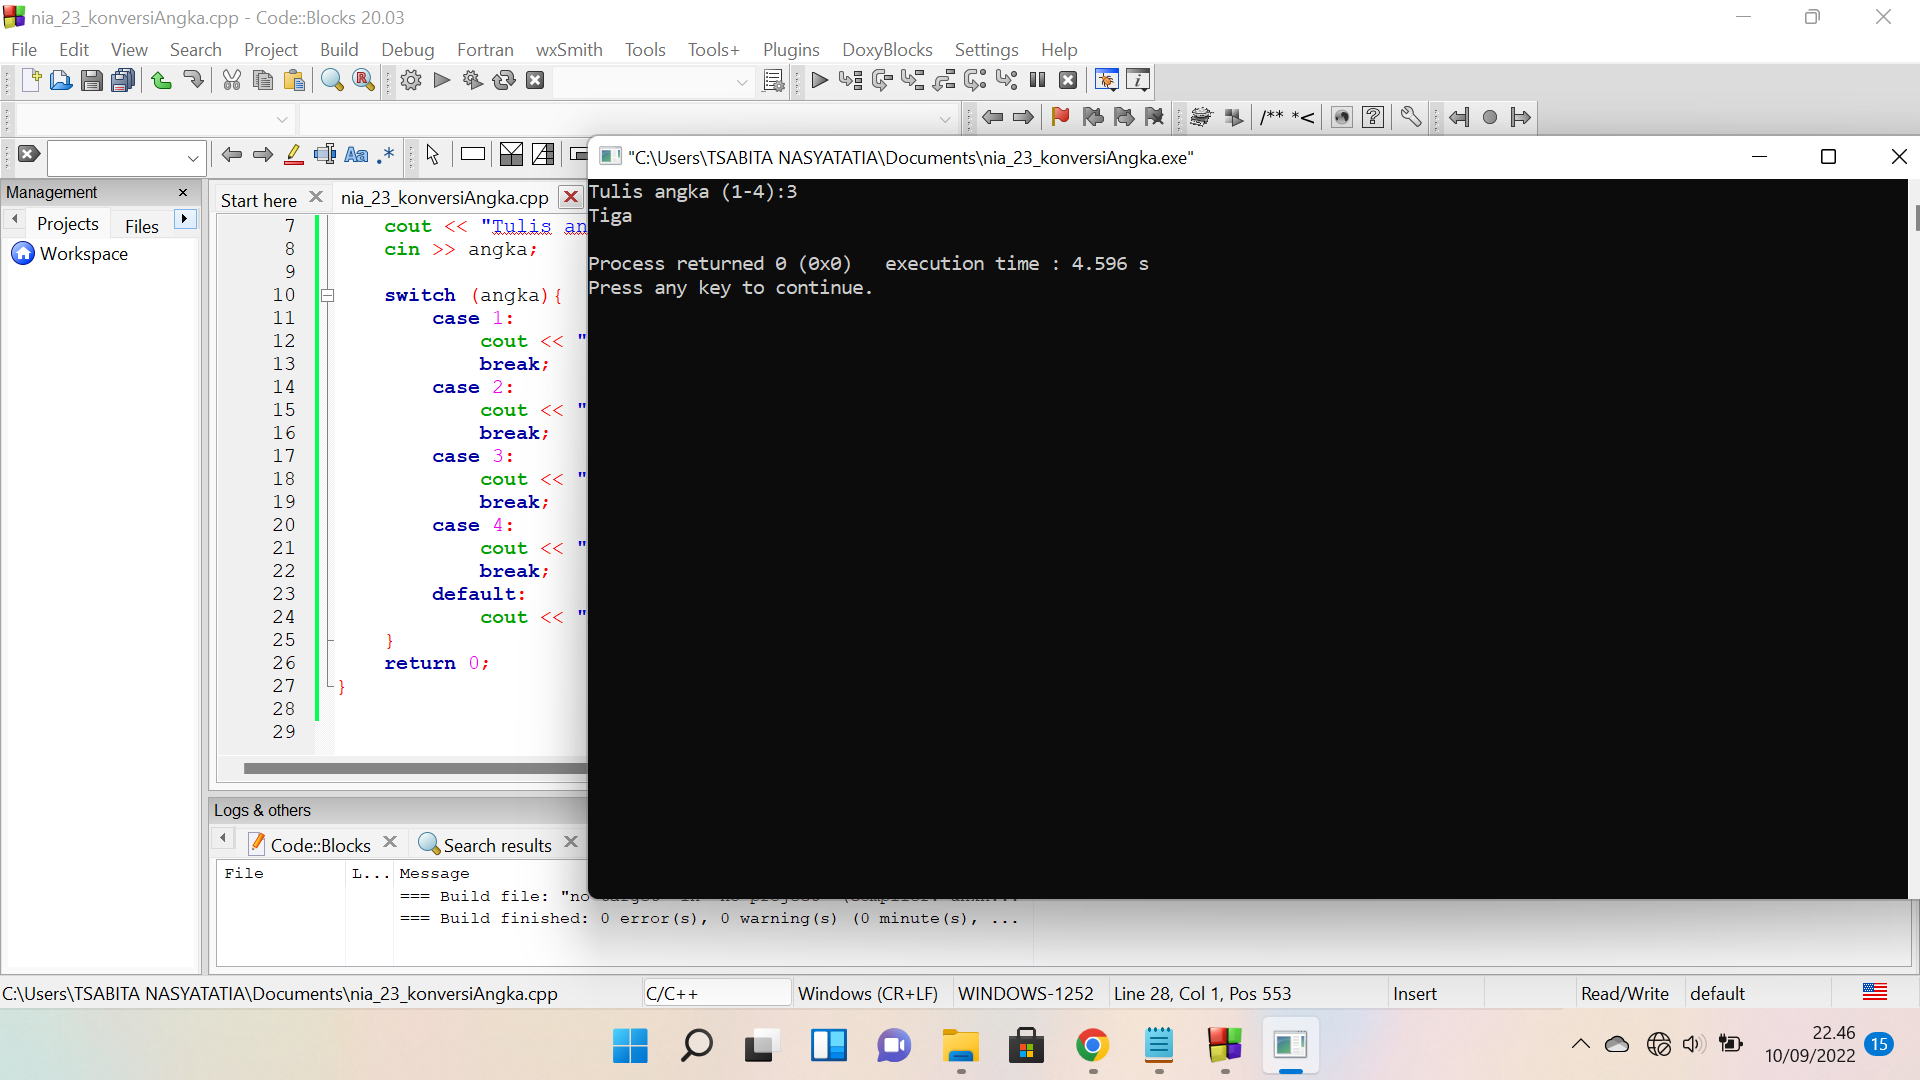 nia_23_konversiAngka.cpp - Code::Blocks 20.03
File Edit View Search Project Build Debug Fortran wxSmith Tools Tools+ Plugins DoxyBlocks Settings Help
/** *<
Aa .*
"C:\Users\TSABITA NASYATATIA\Documents\nia_23_konversiAngka.exe"
Tulis angka (1-4):3
Tiga
Process returned 0 (0x0)   execution time : 4.596 s
Press any key to continue.
Management
Projects Files
Workspace
Start here nia_23_konversiAngka.cpp
7 cout << "Tulis an
8 cin >> angka;
9
10 switch (angka){
11 case 1:
12 cout << "
13 break;
14 case 2:
15 cout << "
16 break;
17 case 3:
18 cout << "
19 break;
20 case 4:
21 cout << "
22 break;
23 default:
24 cout << "
25 }
26 return 0;
27 }
28
29
Logs & others
Code::Blocks Search results
File L... Message
=== Build file: "no
=== Build finished: 0 error(s), 0 warning(s) (0 minute(s), ...
C:\Users\TSABITA NASYATATIA\Documents\nia_23_konversiAngka.cpp C/C++ Windows (CR+LF) WINDOWS-1252 Line 28, Col 1, Pos 553 Insert Read/Write default
22.46
10/09/2022
15